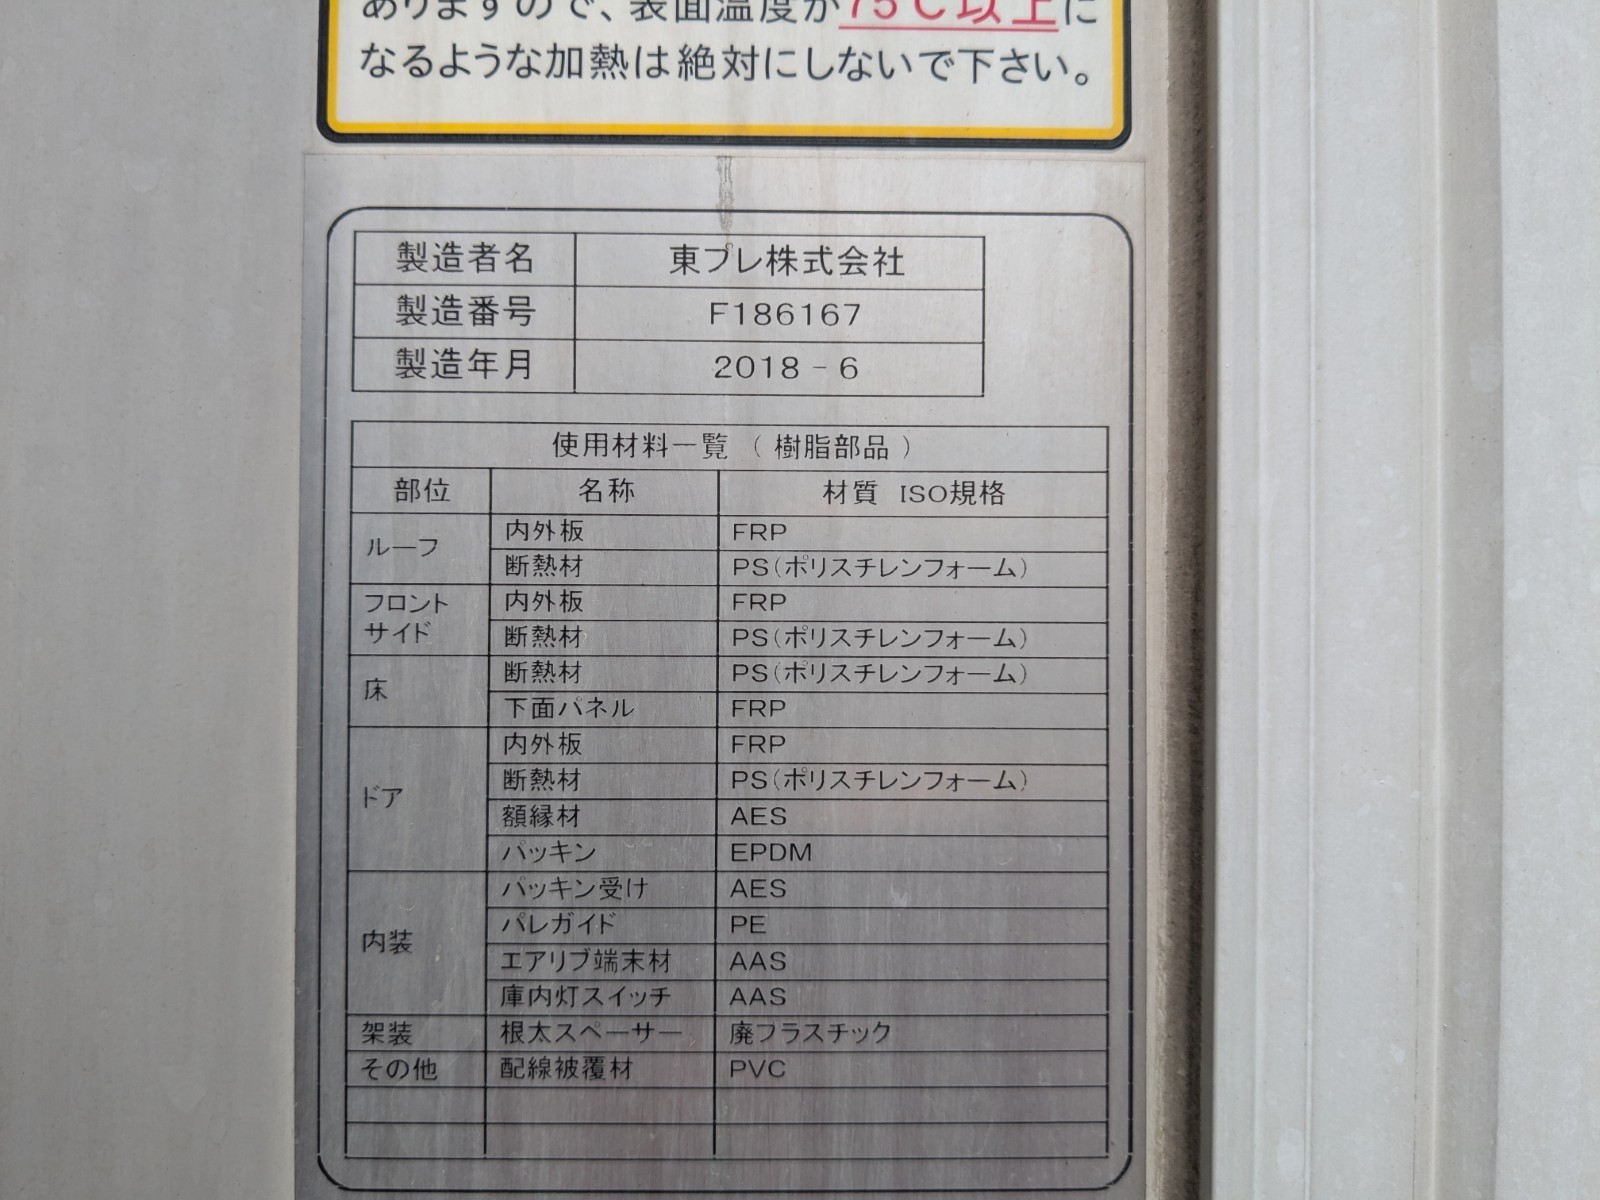 ありますので、表面温度が75℃以上に
なるような加熱は絶対にしないで下さい。
製造者名 東プレ株式会社
製造番号 F186167
製造年月 2018 - 6
使用材料一覧 ( 樹脂部品 )
部位 名称 材質 ISO規格
ルーフ 内外板 FRP
断熱材 PS(ポリスチレンフォーム)
フロント
サイド 内外板 FRP
断熱材 PS(ポリスチレンフォーム)
床 断熱材 PS(ポリスチレンフォーム)
下面パネル FRP
ドア 内外板 FRP
断熱材 PS(ポリスチレンフォーム)
額縁材 AES
パッキン EPDM
内装 パッキン受け AES
パレガイド PE
エアリブ端末材 AAS
庫内灯スイッチ AAS
架装 根太スペーサー 廃プラスチック
その他 配線被覆材 PVC